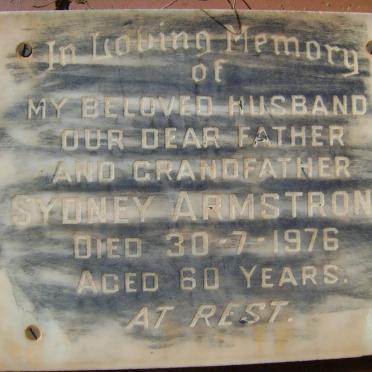 In Loving Memory
of
MY BELOVED HUSBAND
OUR DEAR FATHER
AND GRANDFATHER
SYDNEY ARMSTRON
DIED 30-7-1976
AGED 60 YEARS.
AT REST.